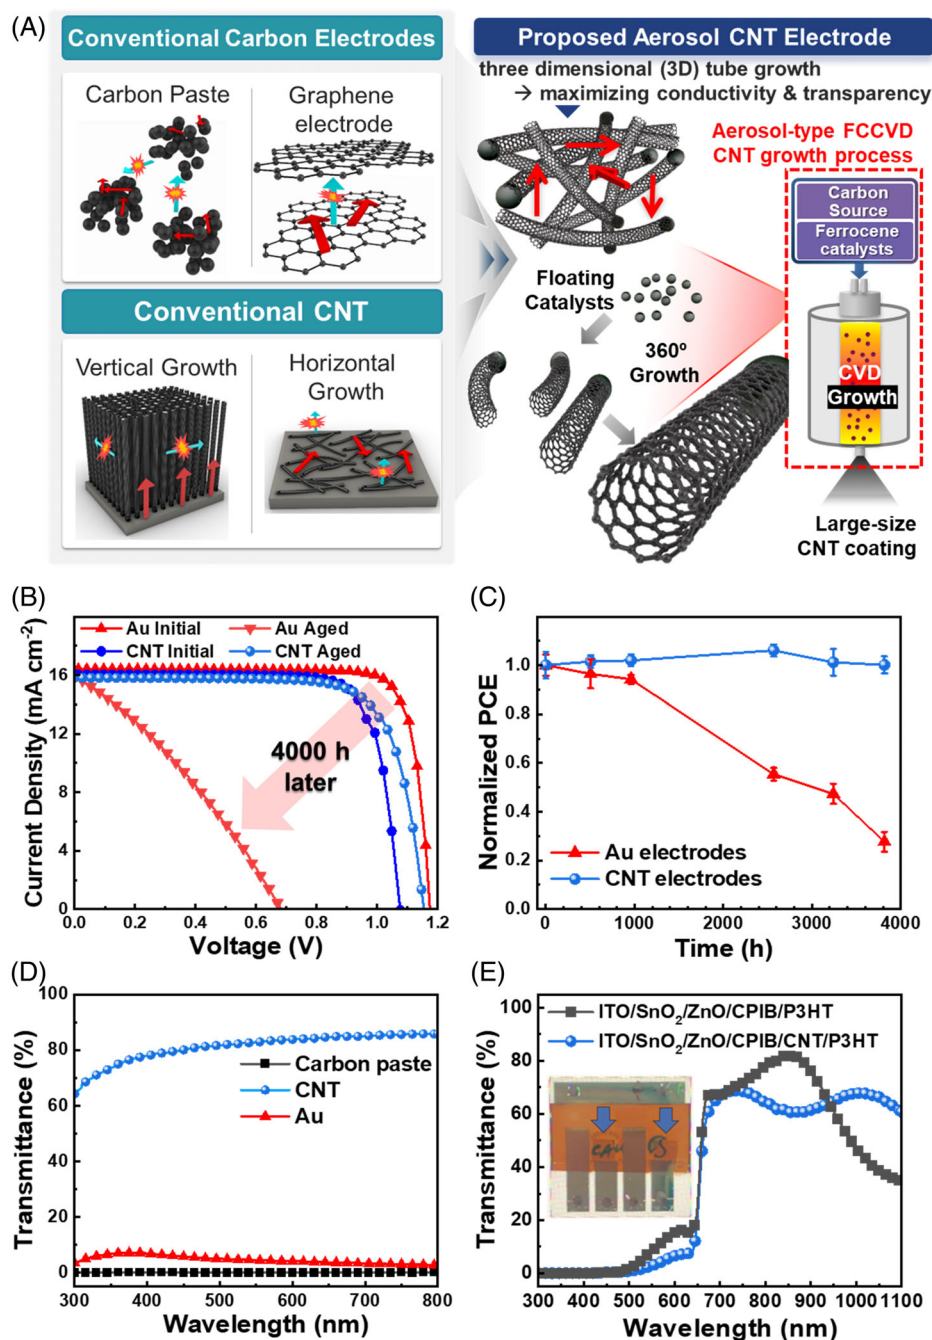 (A)
Conventional Carbon Electrodes
Carbon Paste
Graphene
electrode
Conventional CNT
Vertical Growth
Horizontal
Growth
Proposed Aerosol CNT Electrode
three dimensional (3D) tube growth
→ maximizing conductivity & transparency
Aerosol-type FCCVD
CNT growth process
Carbon
Source
Ferrocene
catalysts
Floating
Catalysts
360º
Growth
CVD
Growth
Large-size
CNT coating
(B)
Au Initial
Au Aged
CNT Initial
CNT Aged
4000 h
later
Current Density (mA cm-2)
16
12
8
4
0
0.0 0.2 0.4 0.6 0.8 1.0 1.2
Voltage (V)
(C)
Normalized PCE
1.0
0.8
0.6
0.4
0.2
0.0
Au electrodes
CNT electrodes
0 1000 2000 3000 4000
Time (h)
(D)
Transmittance (%)
100
80
60
40
20
0
Carbon paste
CNT
Au
300 400 500 600 700 800
Wavelength (nm)
(E)
Transmittance (%)
100
80
60
40
20
0
ITO/SnO2/ZnO/CPIB/P3HT
ITO/SnO2/ZnO/CPIB/CNT/P3HT
300 400 500 600 700 800 900 1000 1100
Wavelength (nm)